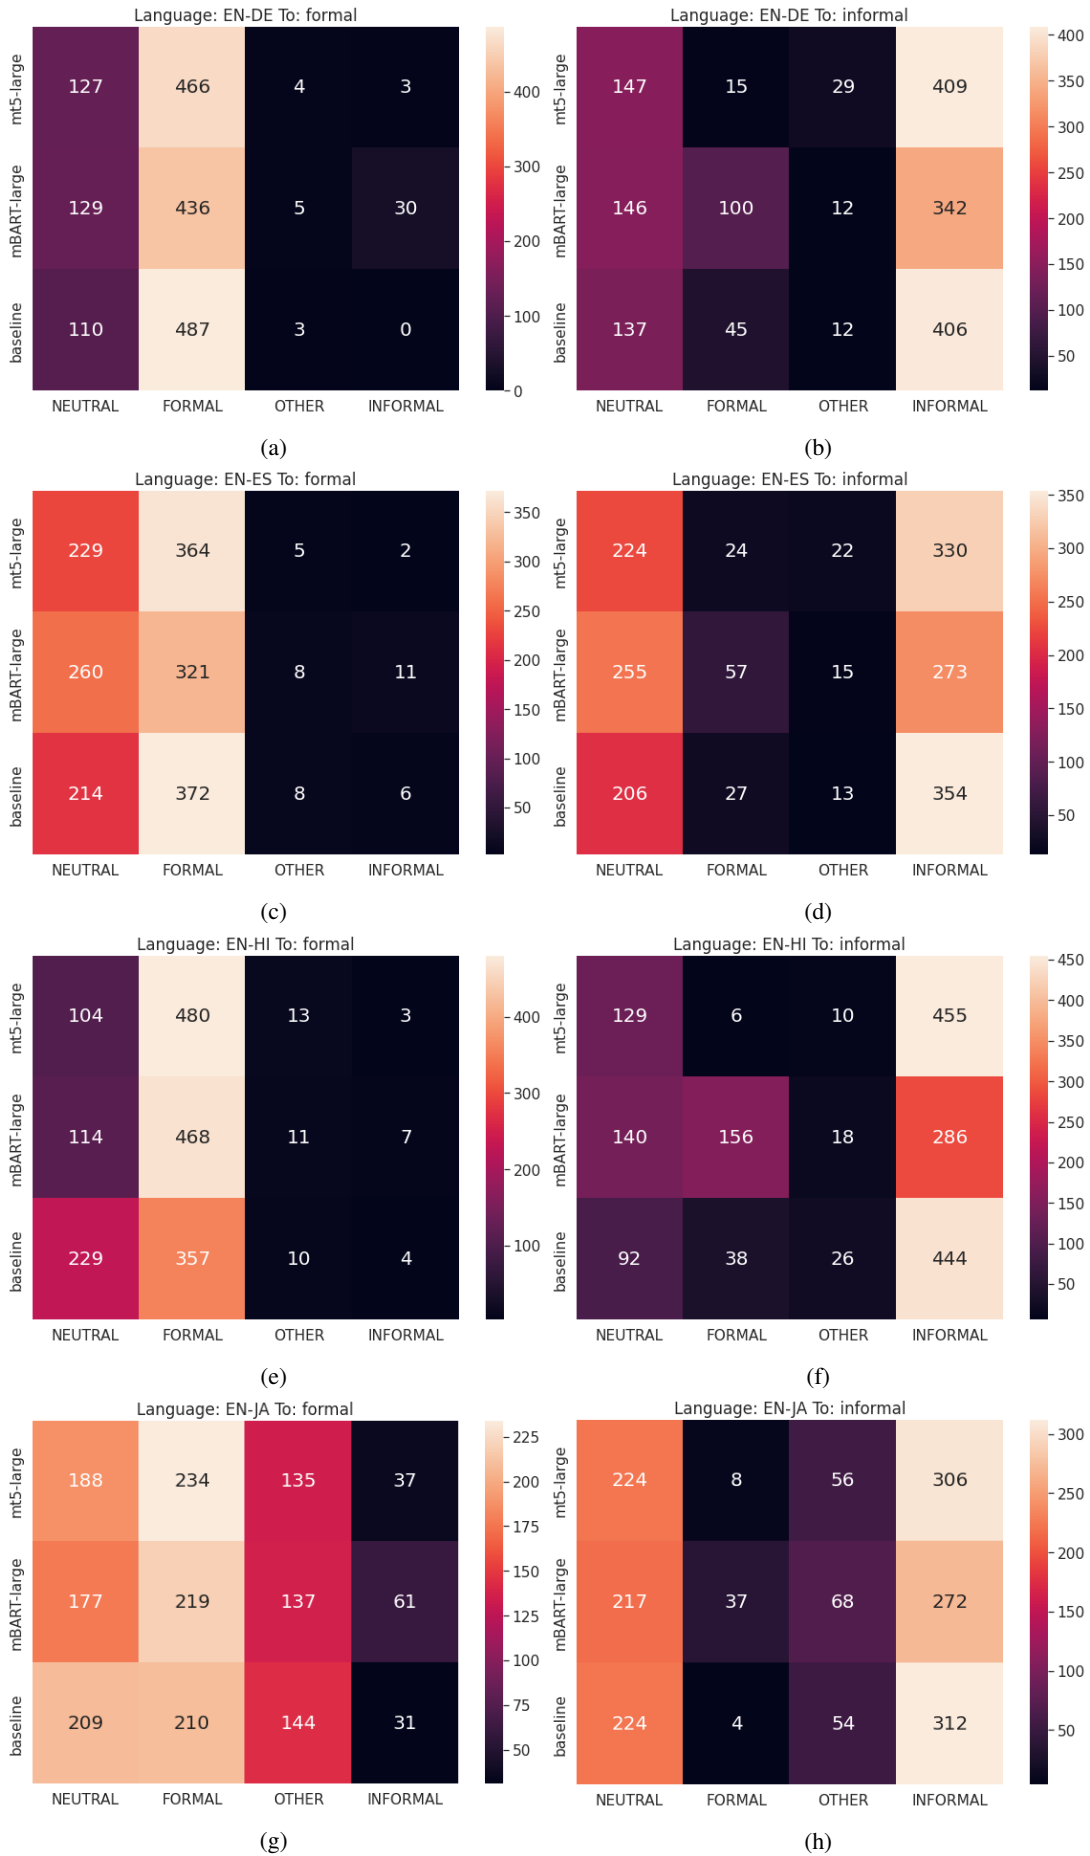 Language: EN-DE To: formal
mt5-large 127 466 4 3
mBART-large 129 436 5 30
baseline 110 487 3 0
NEUTRAL FORMAL OTHER INFORMAL
400
300
200
100
0
(a)
Language: EN-DE To: informal
mt5-large 147 15 29 409
mBART-large 146 100 12 342
baseline 137 45 12 406
NEUTRAL FORMAL OTHER INFORMAL
400
350
300
250
200
150
100
50
(b)
Language: EN-ES To: formal
mt5-large 229 364 5 2
mBART-large 260 321 8 11
baseline 214 372 8 6
NEUTRAL FORMAL OTHER INFORMAL
350
300
250
200
150
100
50
(c)
Language: EN-ES To: informal
mt5-large 224 24 22 330
mBART-large 255 57 15 273
baseline 206 27 13 354
NEUTRAL FORMAL OTHER INFORMAL
350
300
250
200
150
100
50
(d)
Language: EN-HI To: formal
mt5-large 104 480 13 3
mBART-large 114 468 11 7
baseline 229 357 10 4
NEUTRAL FORMAL OTHER INFORMAL
400
300
200
100
(e)
Language: EN-HI To: informal
mt5-large 129 6 10 455
mBART-large 140 156 18 286
baseline 92 38 26 444
NEUTRAL FORMAL OTHER INFORMAL
450
400
350
300
250
200
150
100
50
(f)
Language: EN-JA To: formal
mt5-large 188 234 135 37
mBART-large 177 219 137 61
baseline 209 210 144 31
NEUTRAL FORMAL OTHER INFORMAL
225
200
175
150
125
100
75
50
(g)
Language: EN-JA To: informal
mt5-large 224 8 56 306
mBART-large 217 37 68 272
baseline 224 4 54 312
NEUTRAL FORMAL OTHER INFORMAL
300
250
200
150
100
50
(h)